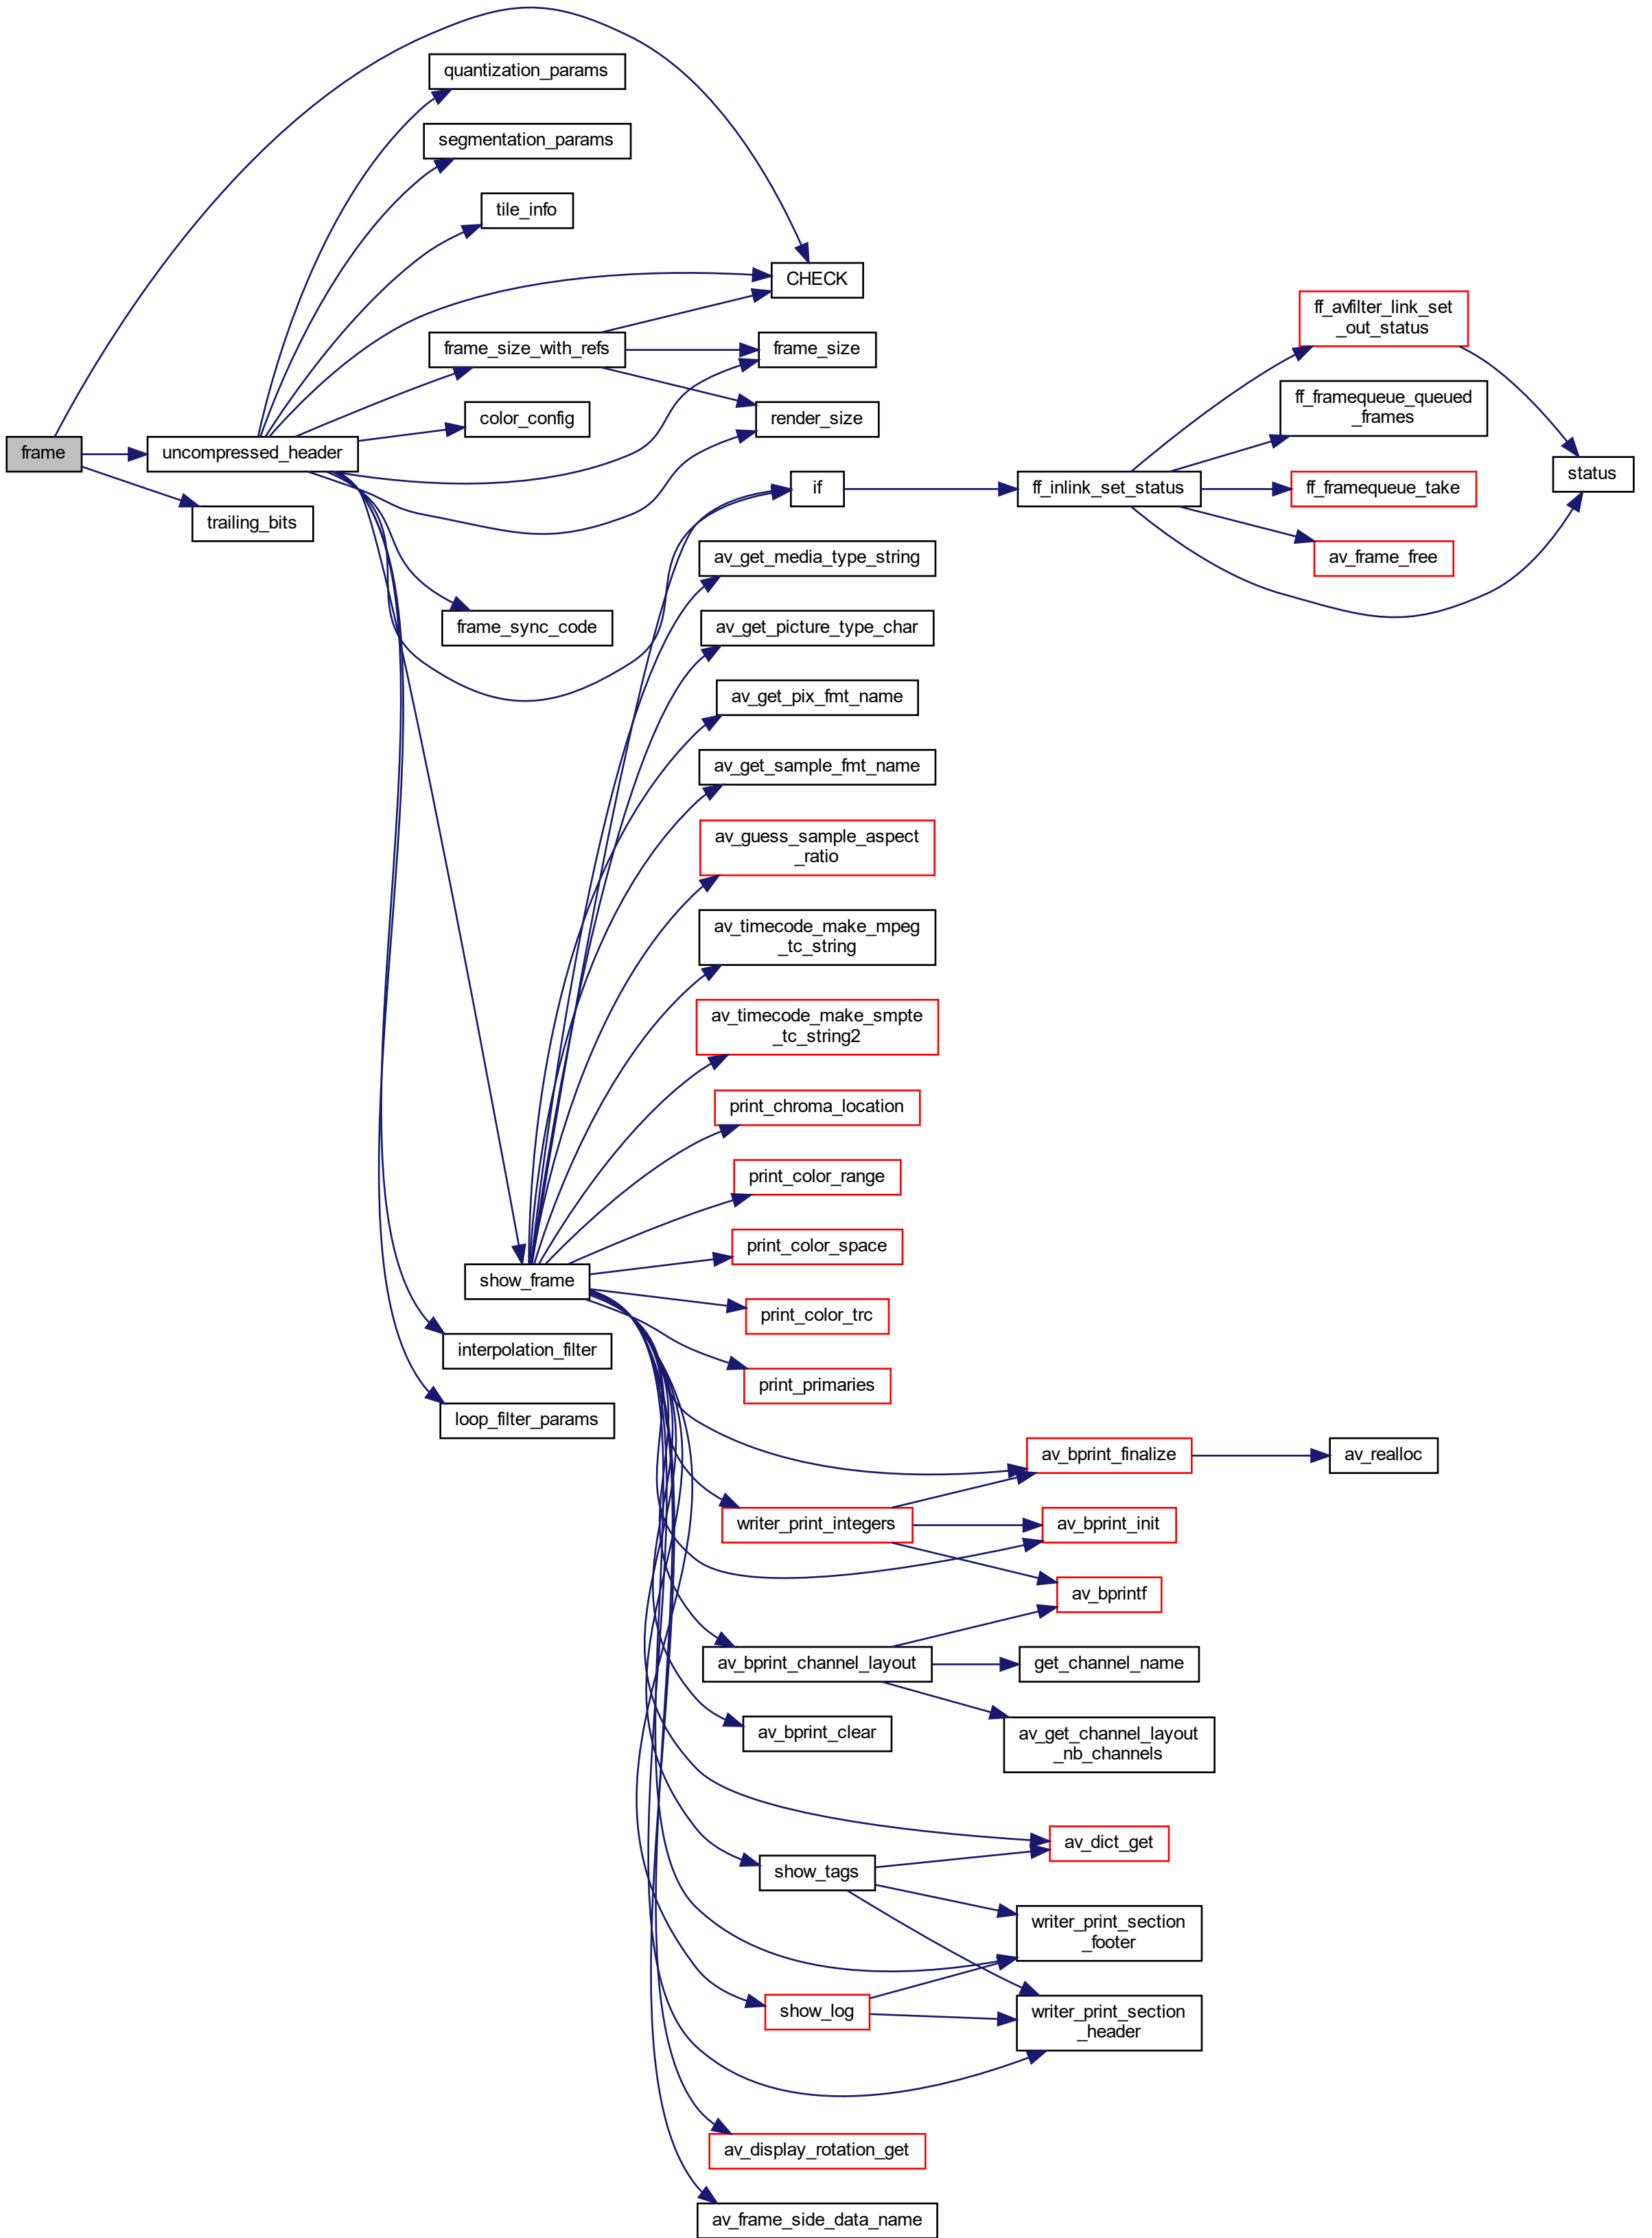 quantization_params
segmentation_params
tile_info
CHECK
frame_size_with_refs
frame_size
color_config
render_size
frame
uncompressed_header
trailing_bits
if
ff_inlink_set_status
ff_avfilter_link_set
_out_status
ff_framequeue_queued
_frames
ff_framequeue_take
av_frame_free
status
av_get_media_type_string
frame_sync_code
av_get_picture_type_char
av_get_pix_fmt_name
av_get_sample_fmt_name
av_guess_sample_aspect
_ratio
av_timecode_make_mpeg
_tc_string
av_timecode_make_smpte
_tc_string2
print_chroma_location
print_color_range
print_color_space
show_frame
print_color_trc
interpolation_filter
print_primaries
loop_filter_params
av_bprint_finalize
av_realloc
writer_print_integers
av_bprint_init
av_bprintf
av_bprint_channel_layout
get_channel_name
av_bprint_clear
av_get_channel_layout
_nb_channels
av_dict_get
show_tags
writer_print_section
_footer
show_log
writer_print_section
_header
av_display_rotation_get
av_frame_side_data_name